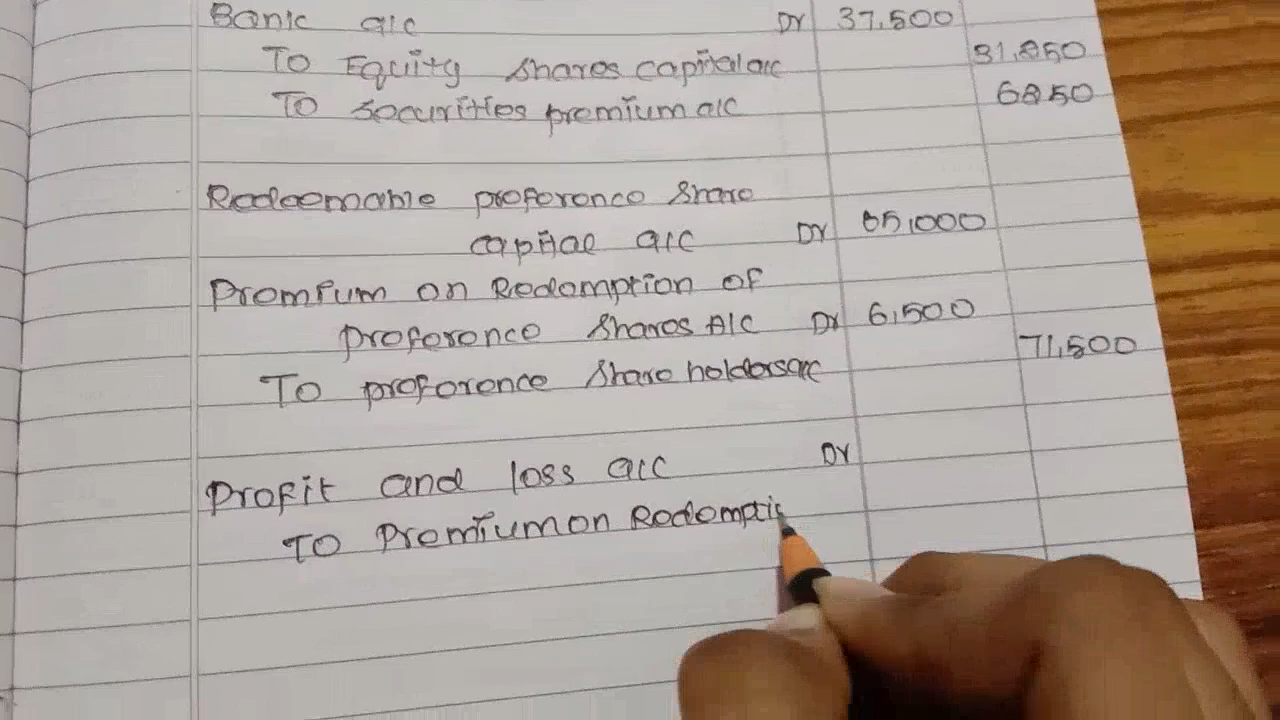 Bank a/c Dr 37,500
To Equity shares capital a/c 31,250
To securities premium a/c 6250
Redeemable preference share
capital a/c Dr 65,000
Premium on Redemption of
preference shares A/c Dr 6,500
To preference share holders a/c 71,500
Profit and loss a/c Dr
To Premium on Redempti